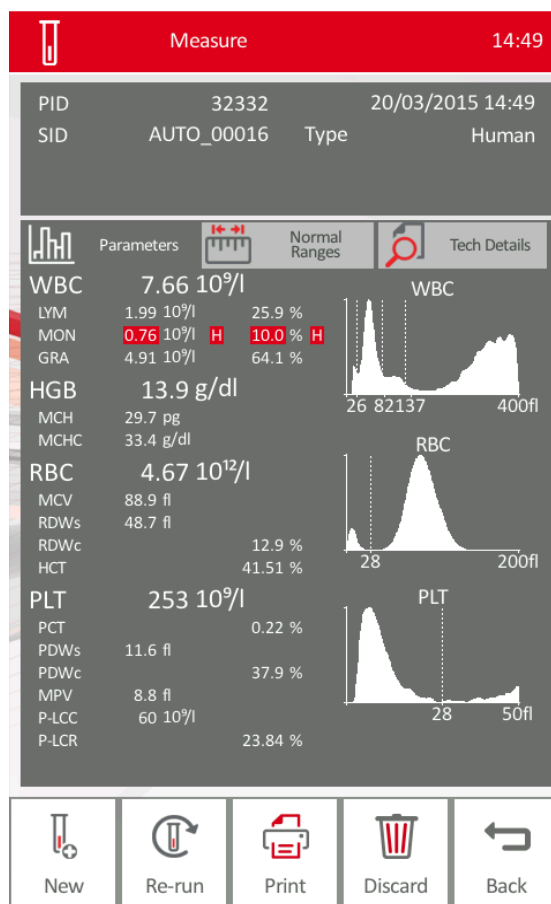 Measure 14:49
PID 32332 20/03/2015 14:49
SID AUTO_00016 Type Human
Parameters Normal Ranges Tech Details
WBC 7.66 10⁹/l
LYM 1.99 10⁹/l 25.9 %
MON 0.76 10⁹/l H 10.0 % H
GRA 4.91 10⁹/l 64.1 %
WBC
26 82137 400fl
HGB 13.9 g/dl
MCH 29.7 pg
MCHC 33.4 g/dl
RBC 4.67 10¹²/l
MCV 88.9 fl
RDWs 48.7 fl
RDWc 12.9 %
HCT 41.51 %
RBC
28 200fl
PLT 253 10⁹/l
PCT 0.22 %
PDWs 11.6 fl
PDWc 37.9 %
MPV 8.8 fl
P-LCC 60 10⁹/l
P-LCR 23.84 %
PLT
28 50fl
New Re-run Print Discard Back